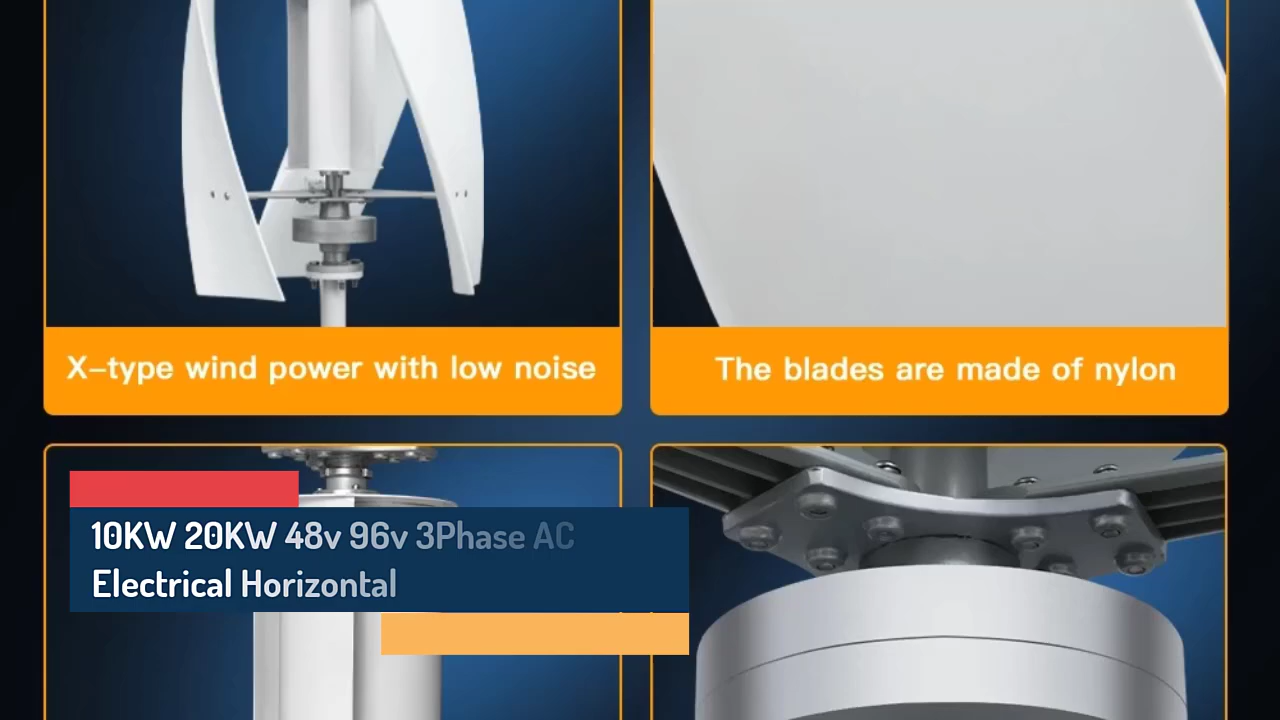 X-type wind power with low noise
The blades are made of nylon
10KW 20KW 48v 96v 3Phase AC
Electrical Horizontal